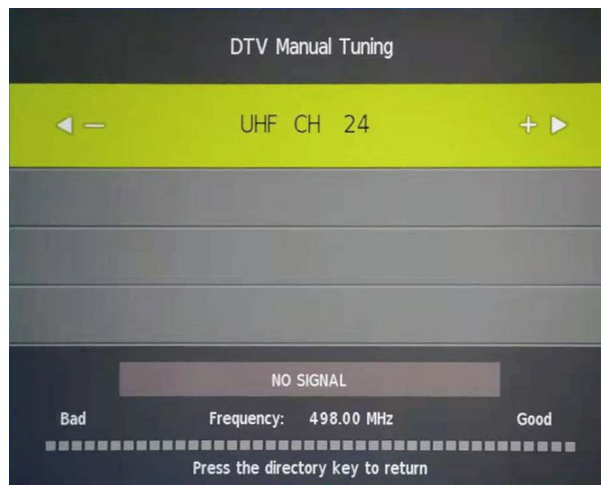 DTV Manual Tuning
UHF CH 24
NO SIGNAL
Bad Frequency: 498.00 MHz Good
Press the directory key to return